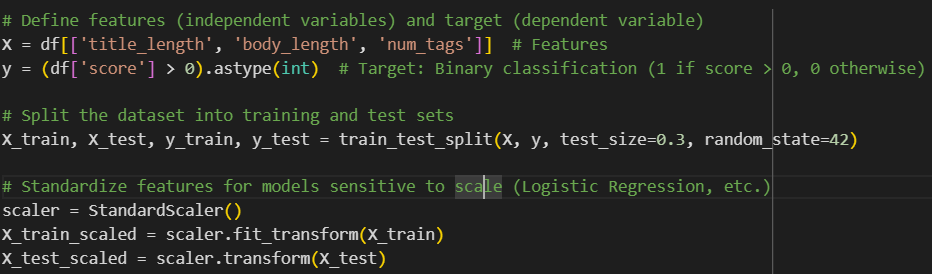 # Define features (independent variables) and target (dependent variable)
X = df[['title_length', 'body_length', 'num_tags']]  # Features
y = (df['score'] > 0).astype(int)  # Target: Binary classification (1 if score > 0, 0 otherwise)
# Split the dataset into training and test sets
X_train, X_test, y_train, y_test = train_test_split(X, y, test_size=0.3, random_state=42)
# Standardize features for models sensitive to scale (Logistic Regression, etc.)
scaler = StandardScaler()
X_train_scaled = scaler.fit_transform(X_train)
X_test_scaled = scaler.transform(X_test)